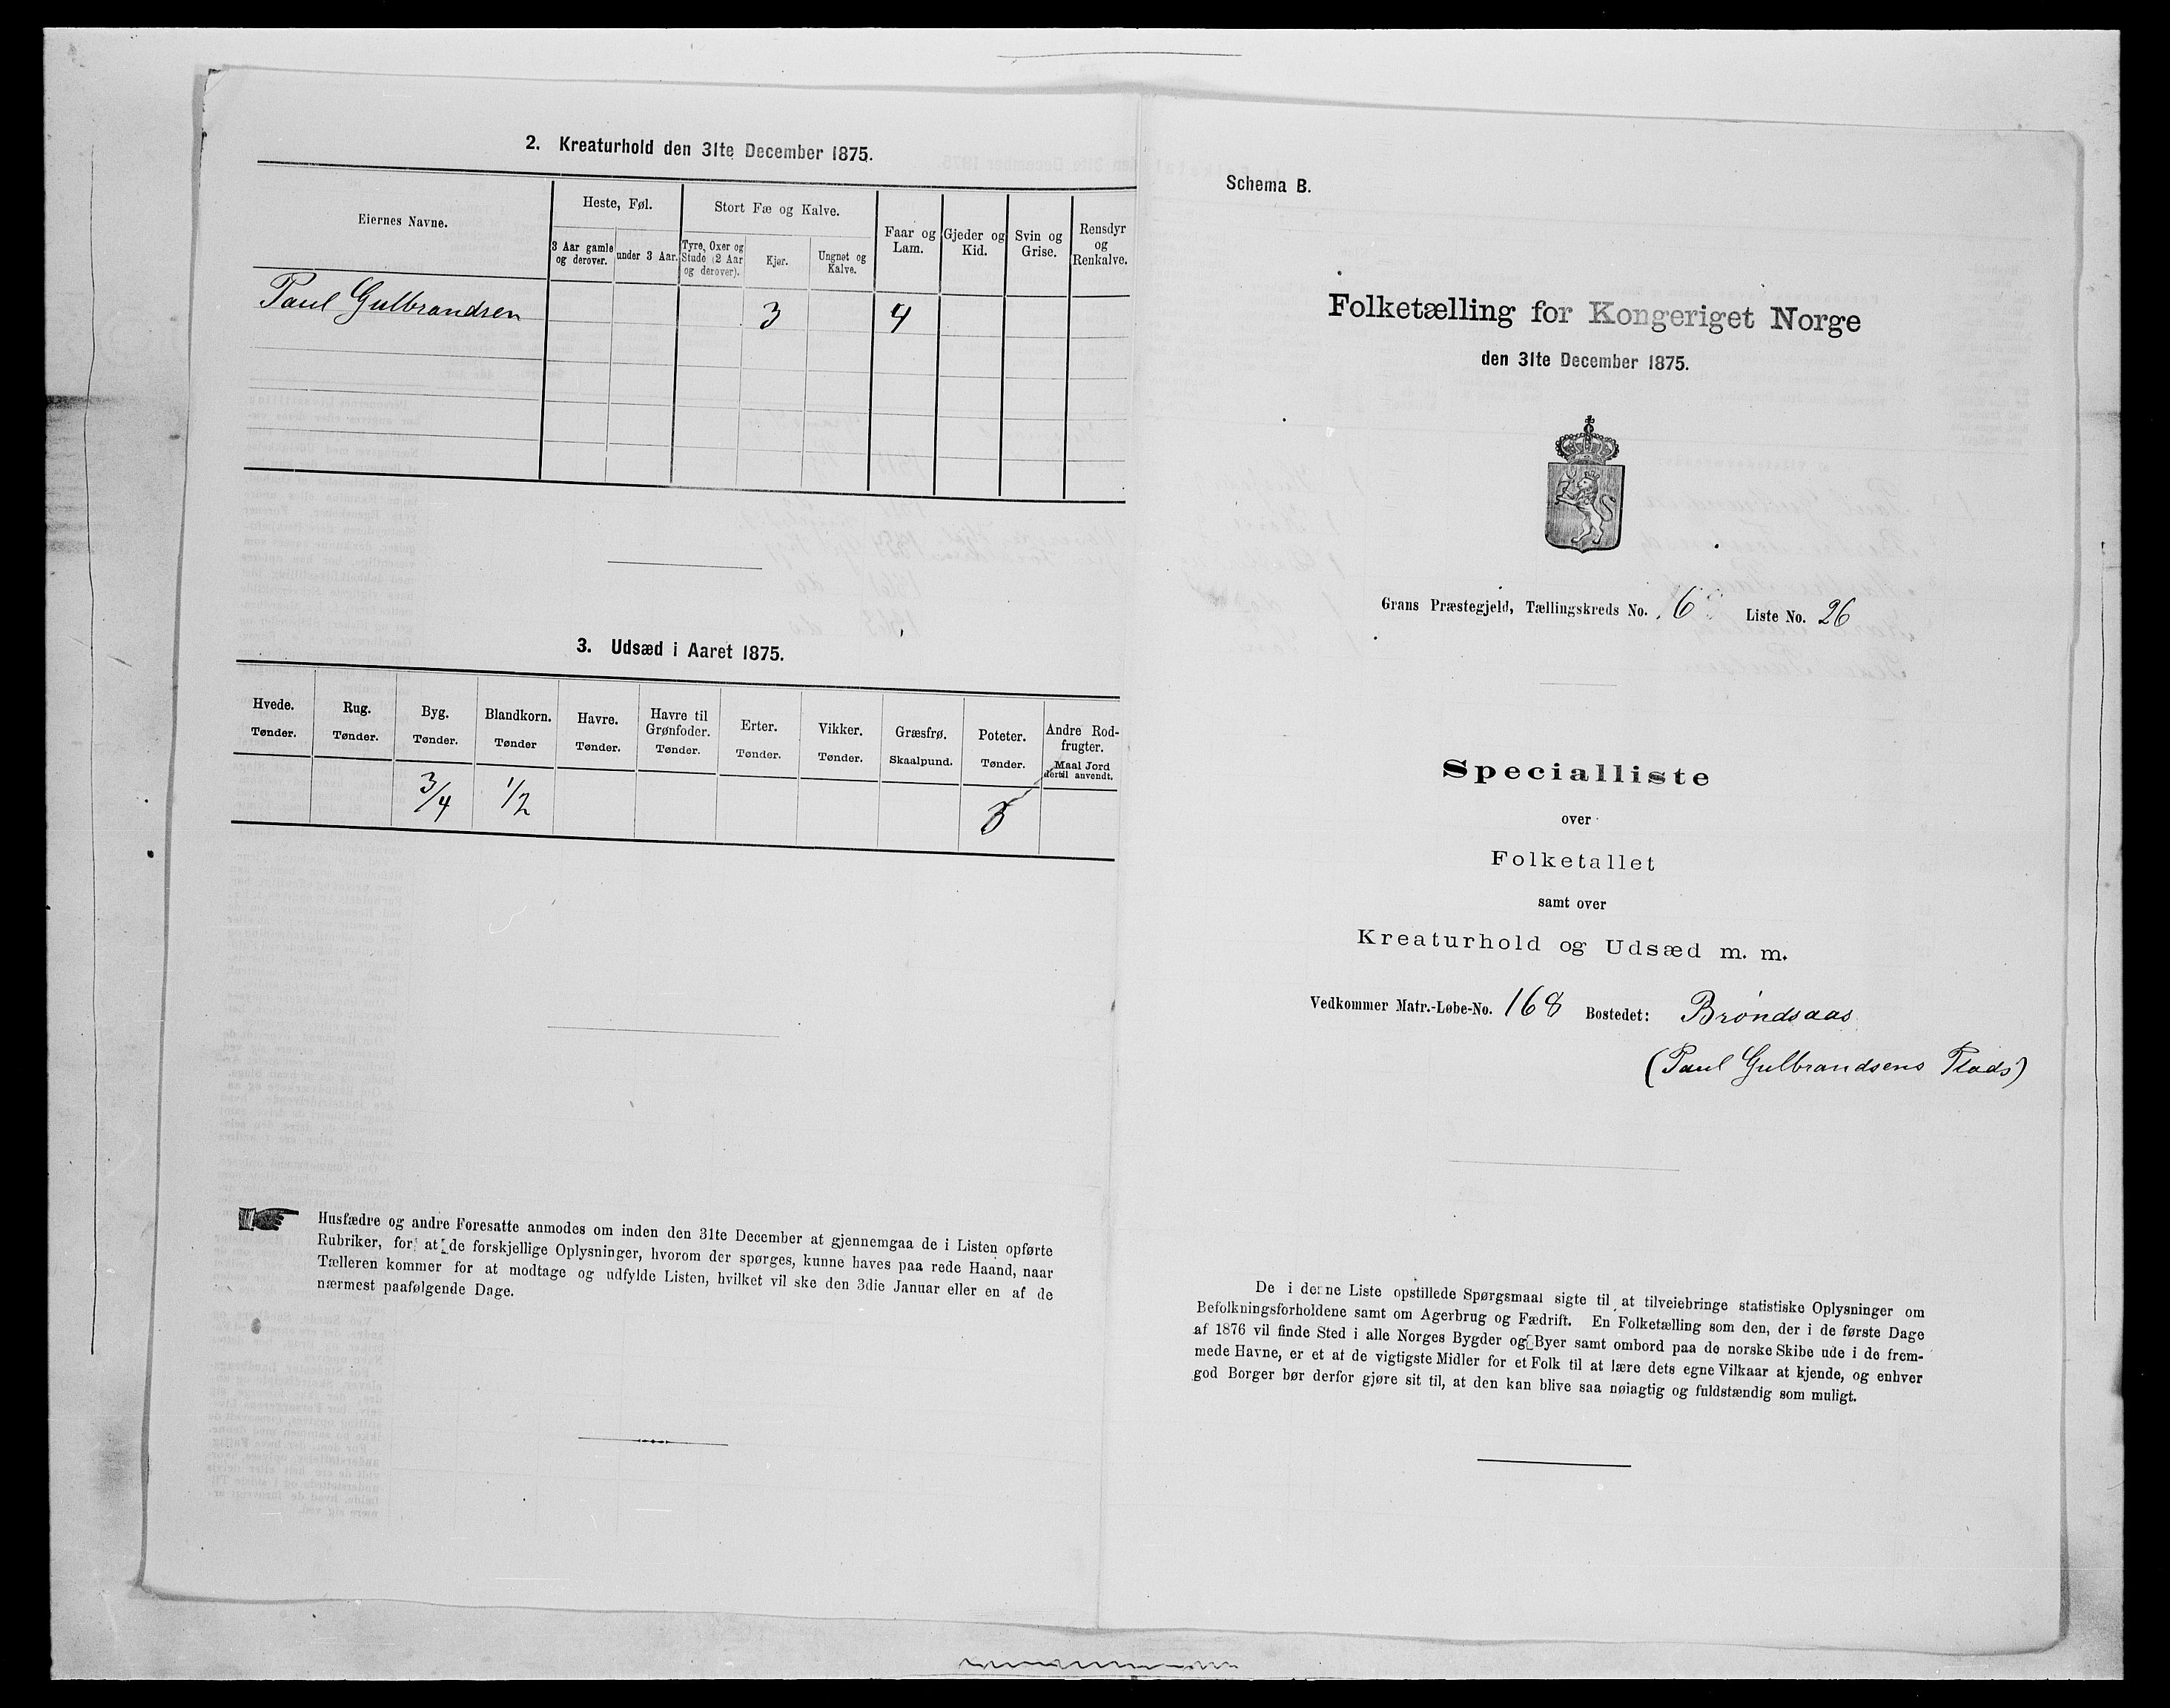 2. Kreaturhold den 31te December 1875.
Eiernes Navne.
Heste, Føl.
Stort Fæ og Kalve.
Faar og Lam.
Gjeder og Kid.
Svin og Grise.
Rensdyr og Renkalve.
3 Aar gamle og derover.
under 3 Aar.
Tyre, Oxer og Stude (2 Aar og derover).
Kjør.
Ungnøt og Kalve.
Paul Gulbrandsen 3 4
3. Udsæd i Aaret 1875.
Hvede. Rug. Byg. Blandkorn. Havre. Havre til Grønfoder. Erter. Vikker. Græsfrø. Poteter. Andre Rodfrugter.
Tønder. Tønder. Tønder. Tønder Tønder. Tønder. Tønder. Tønder. Skaalpund. Tønder. Maal Jord dertil anvendt.
3/4 1/2
Husfædre og andre Foresatte anmodes om inden den 31te December at gjennemgaa de i Listen opførte
Rubriker, for at de forskjellige Oplysninger, hvorom der spørges, kunne haves paa rede Haand, naar
Tælleren kommer for at modtage og udfylde Listen, hvilket vil ske den 3die Januar eller en af de
nærmest paafølgende Dage.
Schema B.
Folketælling for Kongeriget Norge
den 31te December 1875.
Grans Præstegjeld, Tællingskreds No. 6 Liste No. 26
Specialliste
over
Folketallet
samt over
Kreaturhold og Udsæd m. m.
Vedkommer Matr.-Løbe-No. 168 Bostedet: Brøndsaas
(Paul Gulbrandsens Plads)
De i denne Liste opstillede Spørgsmaal sigte til at tilveiebringe statistiske Oplysninger om
Befolkningsforholdene samt om Agerbrug og Fædrift. En Folketælling som den, der i de første Dage
af 1876 vil finde Sted i alle Norges Bygder og Byer samt ombord paa de norske Skibe ude i de frem-
mede Havne, er et af de vigtigste Midler for et Folk til at lære dets egne Vilkaar at kjende, og enhver
god Borger bør derfor gjøre sit til, at den kan blive saa nøiagtig og fuldstændig som muligt.